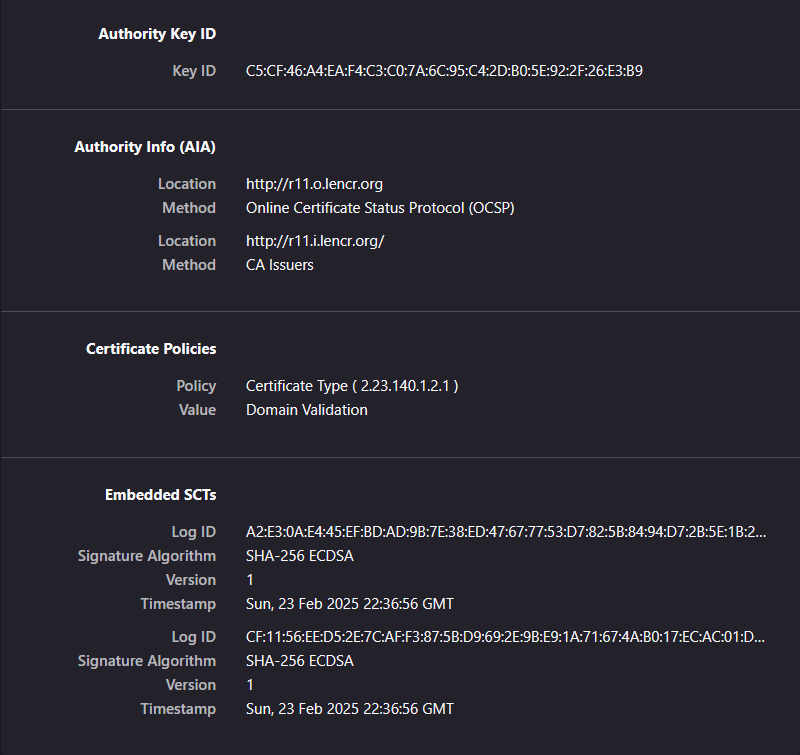 Authority Key ID
Key ID C5:CF:46:A4:EA:F4:C3:C0:7A:6C:95:C4:2D:B0:5E:92:2F:26:E3:B9
Authority Info (AIA)
Location http://r11.o.lencr.org
Method Online Certificate Status Protocol (OCSP)
Location http://r11.i.lencr.org/
Method CA Issuers
Certificate Policies
Policy Certificate Type ( 2.23.140.1.2.1 )
Value Domain Validation
Embedded SCTs
Log ID A2:E3:0A:E4:45:EF:BD:AD:9B:7E:38:ED:47:67:77:53:D7:82:5B:84:94:D7:2B:5E:1B:2...
Signature Algorithm SHA-256 ECDSA
Version 1
Timestamp Sun, 23 Feb 2025 22:36:56 GMT
Log ID CF:11:56:EE:D5:2E:7C:AF:F3:87:5B:D9:69:2E:9B:E9:1A:71:67:4A:B0:17:EC:AC:01:D...
Signature Algorithm SHA-256 ECDSA
Version 1
Timestamp Sun, 23 Feb 2025 22:36:56 GMT